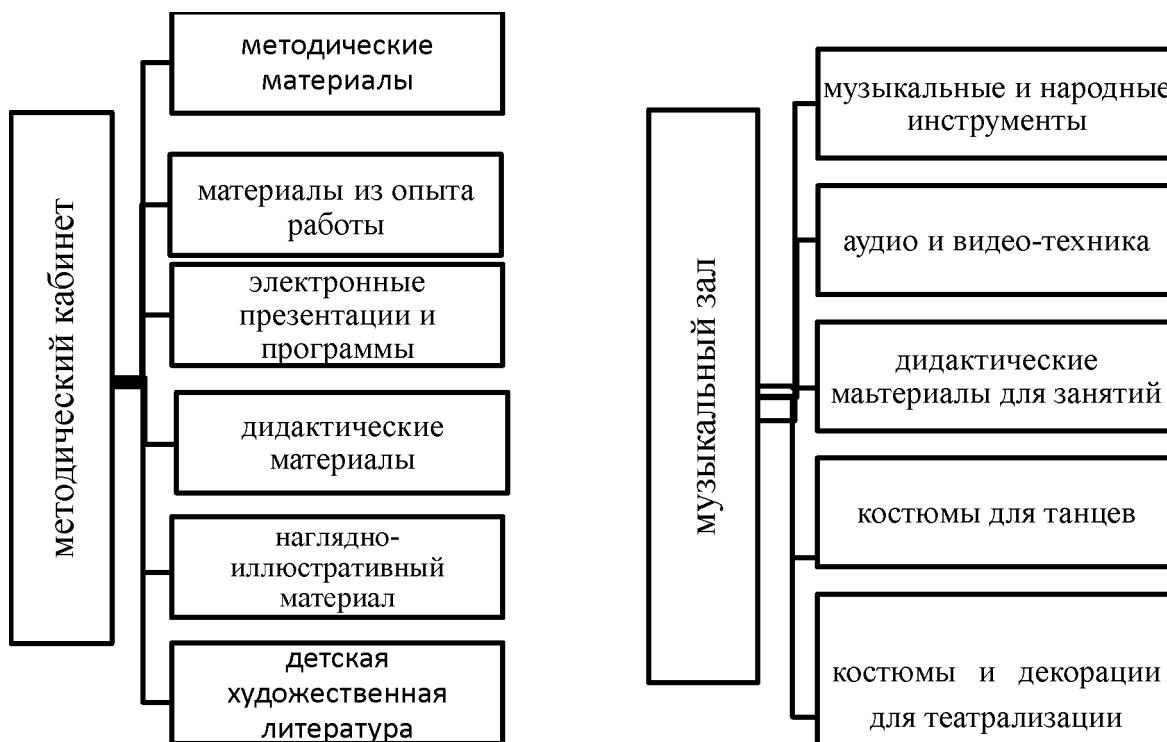 методический кабинет
методические
материалы
материалы из опыта
работы
электронные
презентации и
программы
дидактические
материалы
наглядно-
иллюстративный
материал
детская
художественная
литература
музыкальный зал
музыкальные и народные
инструменты
аудио и видео-техника
дидактические
маьтериалы для занятий
костюмы для танцев
костюмы и декорации
для театрализации